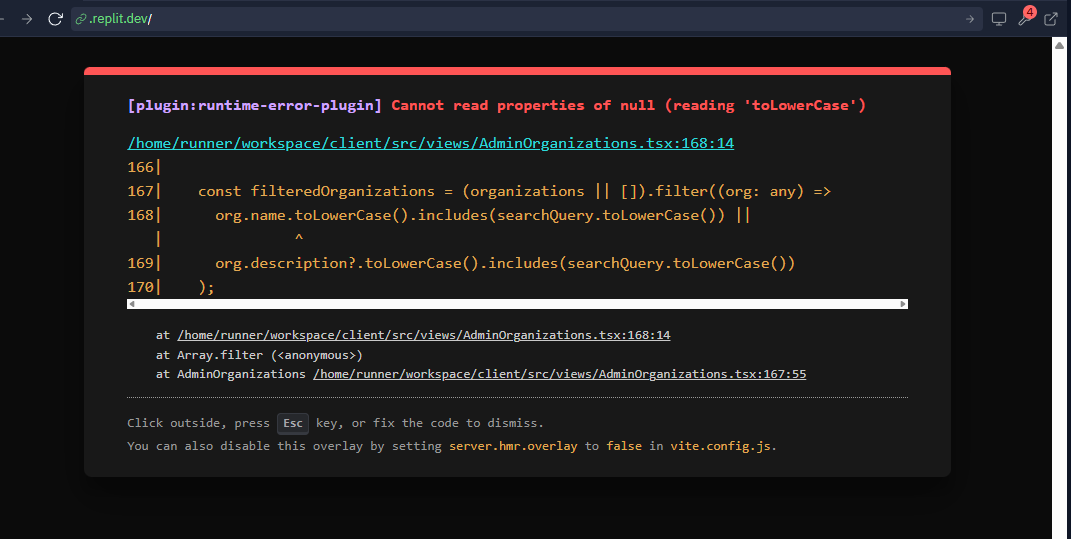 .replit.dev/
4
[plugin:runtime-error-plugin] Cannot read properties of null (reading 'toLowerCase')
/home/runner/workspace/client/src/views/AdminOrganizations.tsx:168:14
166|
167|    const filteredOrganizations = (organizations || []).filter((org: any) =>
168|      org.name.toLowerCase().includes(searchQuery.toLowerCase()) ||
   |               ^
169|      org.description?.toLowerCase().includes(searchQuery.toLowerCase())
170|    );
at /home/runner/workspace/client/src/views/AdminOrganizations.tsx:168:14
at Array.filter (<anonymous>)
at AdminOrganizations /home/runner/workspace/client/src/views/AdminOrganizations.tsx:167:55
Click outside, press Esc key, or fix the code to dismiss.
You can also disable this overlay by setting server.hmr.overlay to false in vite.config.js.